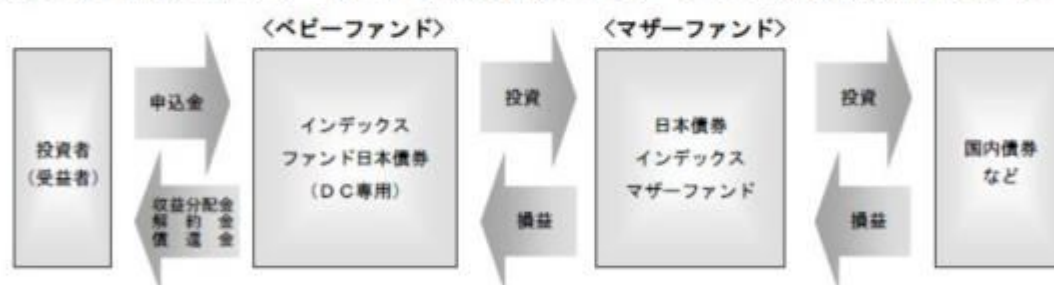 〈ベビーファンド〉
〈マザーファンド〉
投資者
(受益者)
申込金
収益分配金
解約金
償還金
インデックス
ファンド日本債券
(DC専用)
投資
損益
日本債券
インデックス
マザーファンド
投資
損益
国内債券
など